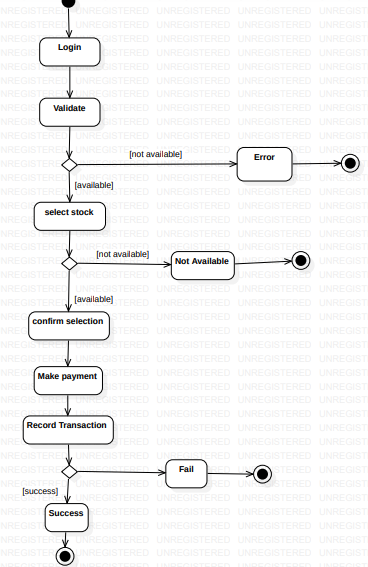 Login
Validate
[not available]
Error
[available]
select stock
[not available]
Not Available
[available]
confirm selection
Make payment
Record Transaction
Fail
[success]
Success